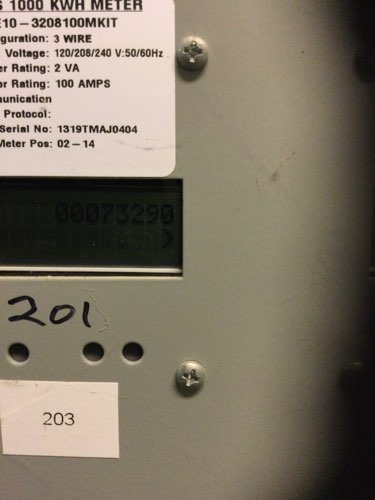 S 1000 KWH METER
E10-3208100MKIT
guration: 3 WIRE
Voltage: 120/208/240 V:50/60Hz
er Rating: 2 VA
or Rating: 100 AMPS
munication
Protocol:
Serial No: 1319TMAJ0404
Meter Pos: 02-14
00073290
>
201
203